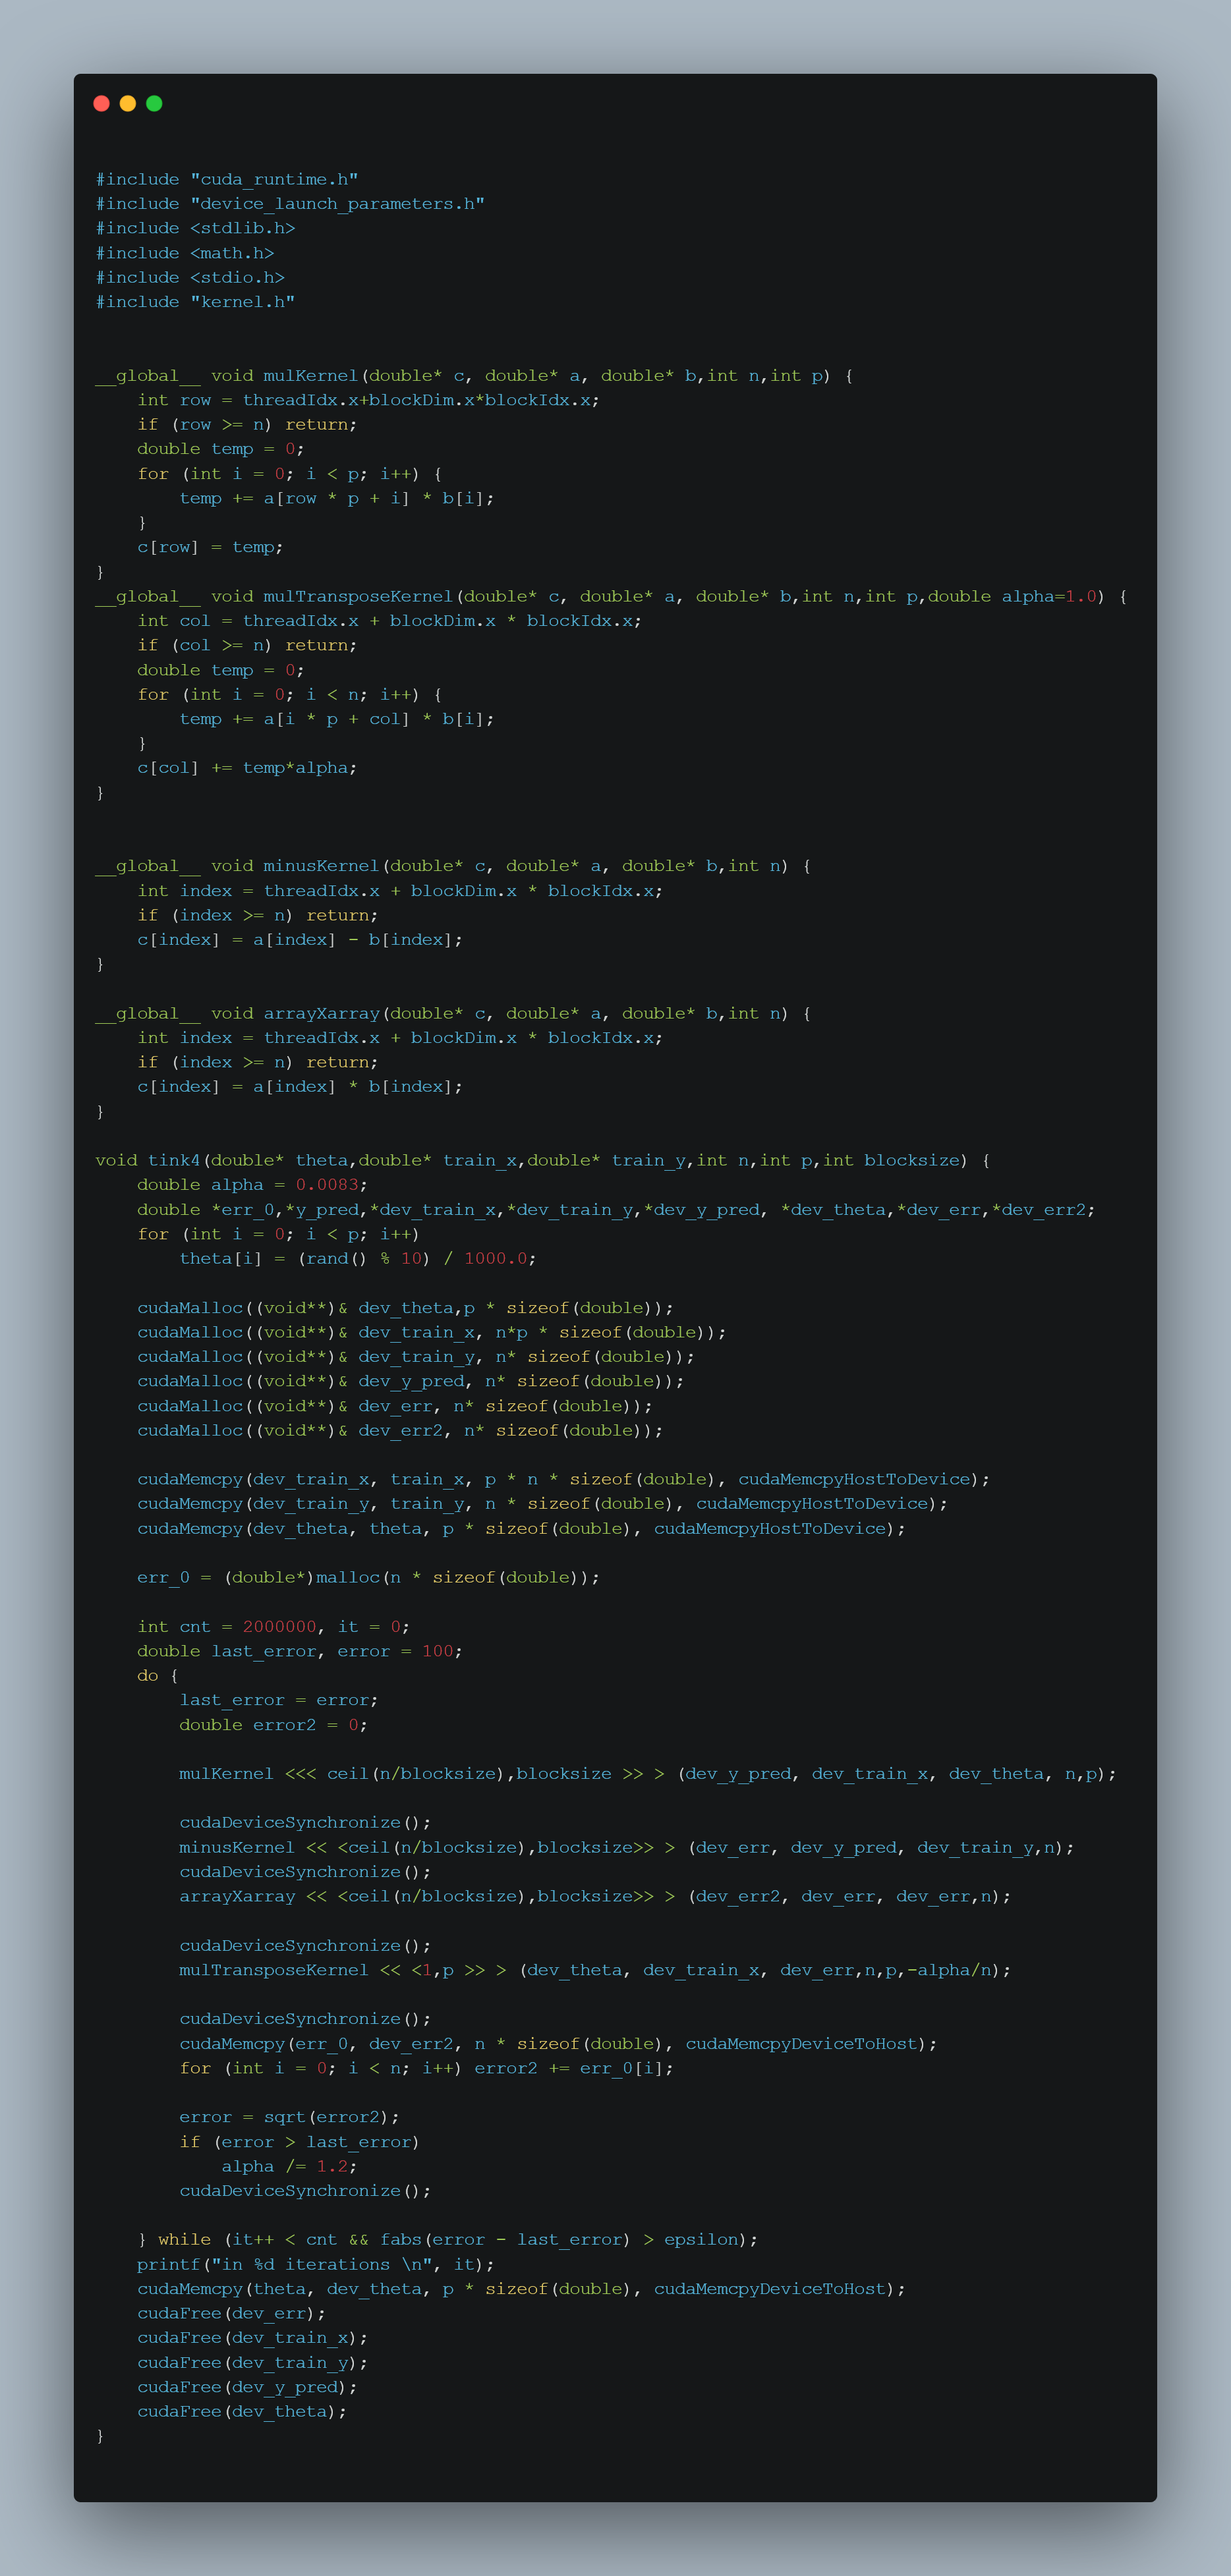 #include "cuda_runtime.h"
#include "device_launch_parameters.h"
#include <stdlib.h>
#include <math.h>
#include <stdio.h>
#include "kernel.h"
__global__ void mulKernel(double* c, double* a, double* b,int n,int p) {
    int row = threadIdx.x+blockDim.x*blockIdx.x;
    if (row >= n) return;
    double temp = 0;
    for (int i = 0; i < p; i++) {
        temp += a[row * p + i] * b[i];
    }
    c[row] = temp;
}
__global__ void mulTransposeKernel(double* c, double* a, double* b,int n,int p,double alpha=1.0) {
    int col = threadIdx.x + blockDim.x * blockIdx.x;
    if (col >= n) return;
    double temp = 0;
    for (int i = 0; i < n; i++) {
        temp += a[i * p + col] * b[i];
    }
    c[col] += temp*alpha;
}
__global__ void minusKernel(double* c, double* a, double* b,int n) {
    int index = threadIdx.x + blockDim.x * blockIdx.x;
    if (index >= n) return;
    c[index] = a[index] - b[index];
}
__global__ void arrayXarray(double* c, double* a, double* b,int n) {
    int index = threadIdx.x + blockDim.x * blockIdx.x;
    if (index >= n) return;
    c[index] = a[index] * b[index];
}
void tink4(double* theta,double* train_x,double* train_y,int n,int p,int blocksize) {
    double alpha = 0.0083;
    double *err_0,*y_pred,*dev_train_x,*dev_train_y,*dev_y_pred, *dev_theta,*dev_err,*dev_err2;
    for (int i = 0; i < p; i++)
        theta[i] = (rand() % 10) / 1000.0;
    cudaMalloc((void**)& dev_theta,p * sizeof(double));
    cudaMalloc((void**)& dev_train_x, n*p * sizeof(double));
    cudaMalloc((void**)& dev_train_y, n* sizeof(double));
    cudaMalloc((void**)& dev_y_pred, n* sizeof(double));
    cudaMalloc((void**)& dev_err, n* sizeof(double));
    cudaMalloc((void**)& dev_err2, n* sizeof(double));
    cudaMemcpy(dev_train_x, train_x, p * n * sizeof(double), cudaMemcpyHostToDevice);
    cudaMemcpy(dev_train_y, train_y, n * sizeof(double), cudaMemcpyHostToDevice);
    cudaMemcpy(dev_theta, theta, p * sizeof(double), cudaMemcpyHostToDevice);
    err_0 = (double*)malloc(n * sizeof(double));
    int cnt = 2000000, it = 0;
    double last_error, error = 100;
    do {
        last_error = error;
        double error2 = 0;
        mulKernel <<< ceil(n/blocksize),blocksize >> > (dev_y_pred, dev_train_x, dev_theta, n,p);
        cudaDeviceSynchronize();
        minusKernel << <ceil(n/blocksize),blocksize>> > (dev_err, dev_y_pred, dev_train_y,n);
        cudaDeviceSynchronize();
        arrayXarray << <ceil(n/blocksize),blocksize>> > (dev_err2, dev_err, dev_err,n);
        cudaDeviceSynchronize();
        mulTransposeKernel << <1,p >> > (dev_theta, dev_train_x, dev_err,n,p,-alpha/n);
        cudaDeviceSynchronize();
        cudaMemcpy(err_0, dev_err2, n * sizeof(double), cudaMemcpyDeviceToHost);
        for (int i = 0; i < n; i++) error2 += err_0[i];
        error = sqrt(error2);
        if (error > last_error)
            alpha /= 1.2;
        cudaDeviceSynchronize();
    } while (it++ < cnt && fabs(error - last_error) > epsilon);
    printf("in %d iterations \n", it);
    cudaMemcpy(theta, dev_theta, p * sizeof(double), cudaMemcpyDeviceToHost);
    cudaFree(dev_err);
    cudaFree(dev_train_x);
    cudaFree(dev_train_y);
    cudaFree(dev_y_pred);
    cudaFree(dev_theta);
}